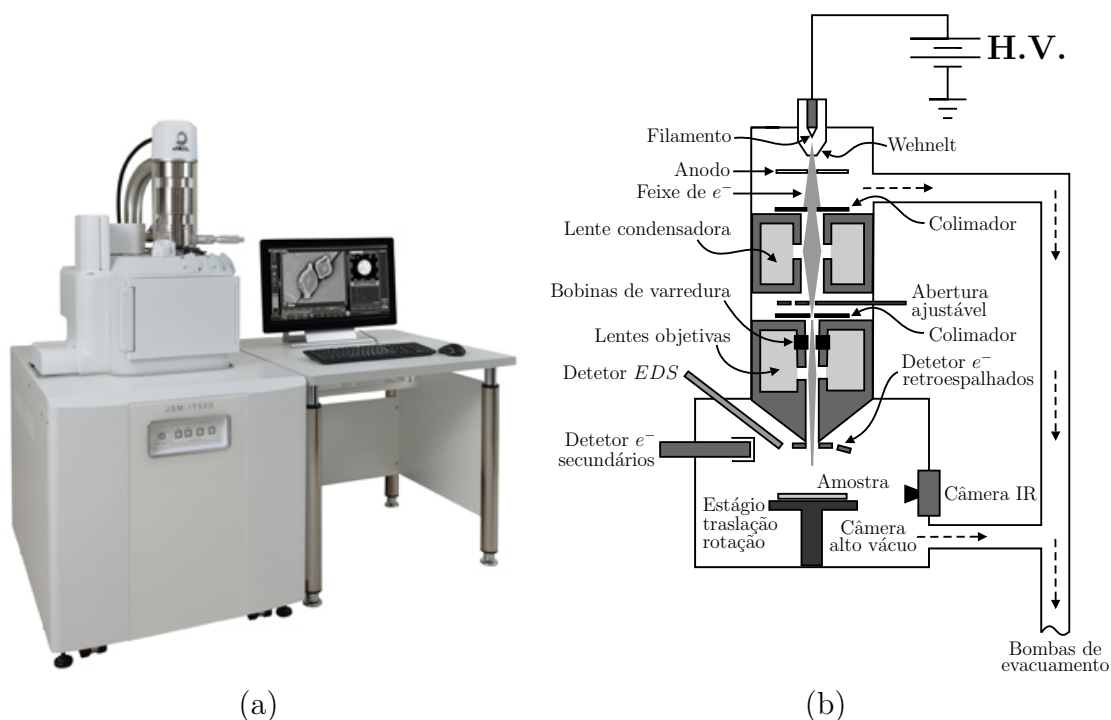 H.V.
Filamento
Wehnelt
Anodo
Feixe de e⁻
Colimador
Lente condensadora
Bobinas de varredura
Abertura
ajustável
Colimador
Lentes objetivas
Detetor e⁻
retroespalhados
Detetor EDS
Detetor e⁻
secundários
Amostra
Câmera IR
Estágio
traslação
rotação
Câmera
alto vácuo
Bombas de
evacuamento
JSM-IT500
(a)
(b)